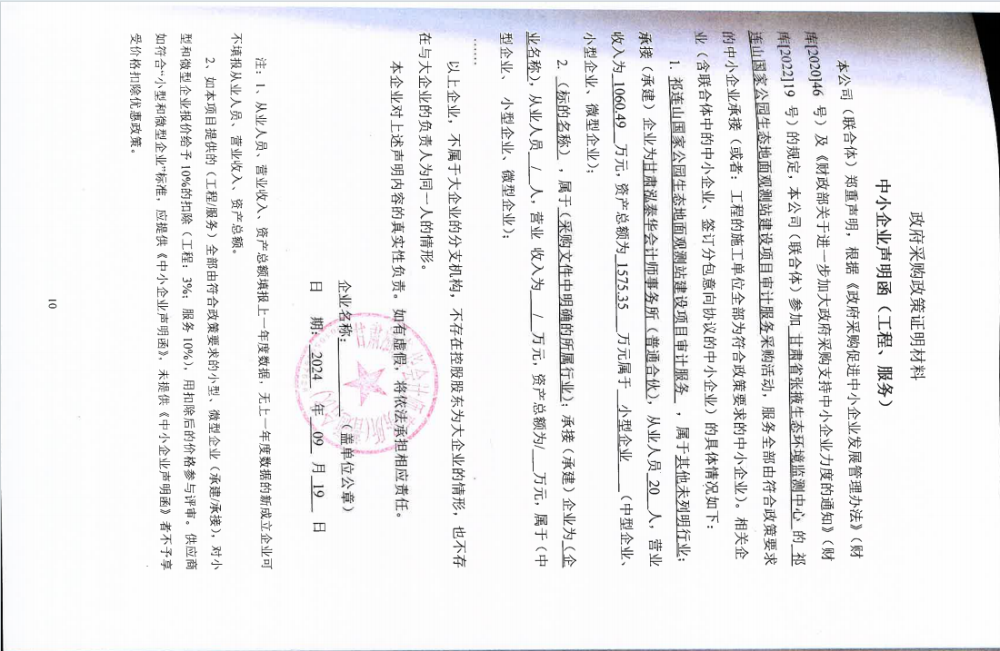 政府采购政策证明材料
中小企业声明函（工程、服务）
本公司（联合体）郑重声明，根据《政府采购促进中小企业发展管理办法》（财
库[2020]46 号）及《财政部关于进一步加大政府采购支持中小企业力度的通知》（财
库[2022]19 号）的规定，本公司（联合体）参加 甘肃省张掖生态环境监测中心 的 祁
连山国家公园生态地面观测站建设项目审计服务采购活动，服务全部由符合政策要求
的中小企业承接（或者：工程的施工单位全部为符合政策要求的中小企业）。相关企
业（含联合体中的中小企业、签订分包意向协议的中小企业）的具体情况如下：
1. 祁连山国家公园生态地面观测站建设项目审计服务 ，属于其他未列明行业；
承接（承建）企业为甘肃泓泰华会计师事务所（普通合伙），从业人员 20 人，营业
收入为 1060.49 万元，资产总额为 1575.35 万元属于 小型企业 （中型企业、
小型企业、微型企业）；
2. （标的名称） ，属于（采购文件中明确的所属行业）；承接（承建）企业为（企
业名称），从业人员 / 人，营业 收入为 / 万元，资产总额为/ 万元，属于（中
型企业、 小型企业、微型企业）；
……
以上企业，不属于大企业的分支机构，不存在控股股东为大企业的情形，也不存
在与大企业的负责人为同一人的情形。
本企业对上述声明内容的真实性负责。如有虚假，将依法承担相应责任。
企业名称： （盖单位公章）
日 期： 2024 年 09 月 19 日
注：1、从业人员、营业收入、资产总额填报上一年度数据，无上一年度数据的新成立企业可
不填报从业人员、营业收入、资产总额。
2、如本项目提供的（工程/服务）全部由符合政策要求的小型、微型企业（承建/承接），对小
型和微型企业报价给予 10%的扣除（工程：3%；服务 10%），用扣除后的价格参与评审。供应商
如符合“小型和微型企业”标准，应提供《中小企业声明函》，未提供《中小企业声明函》者不予享
受价格扣除优惠政策。
10